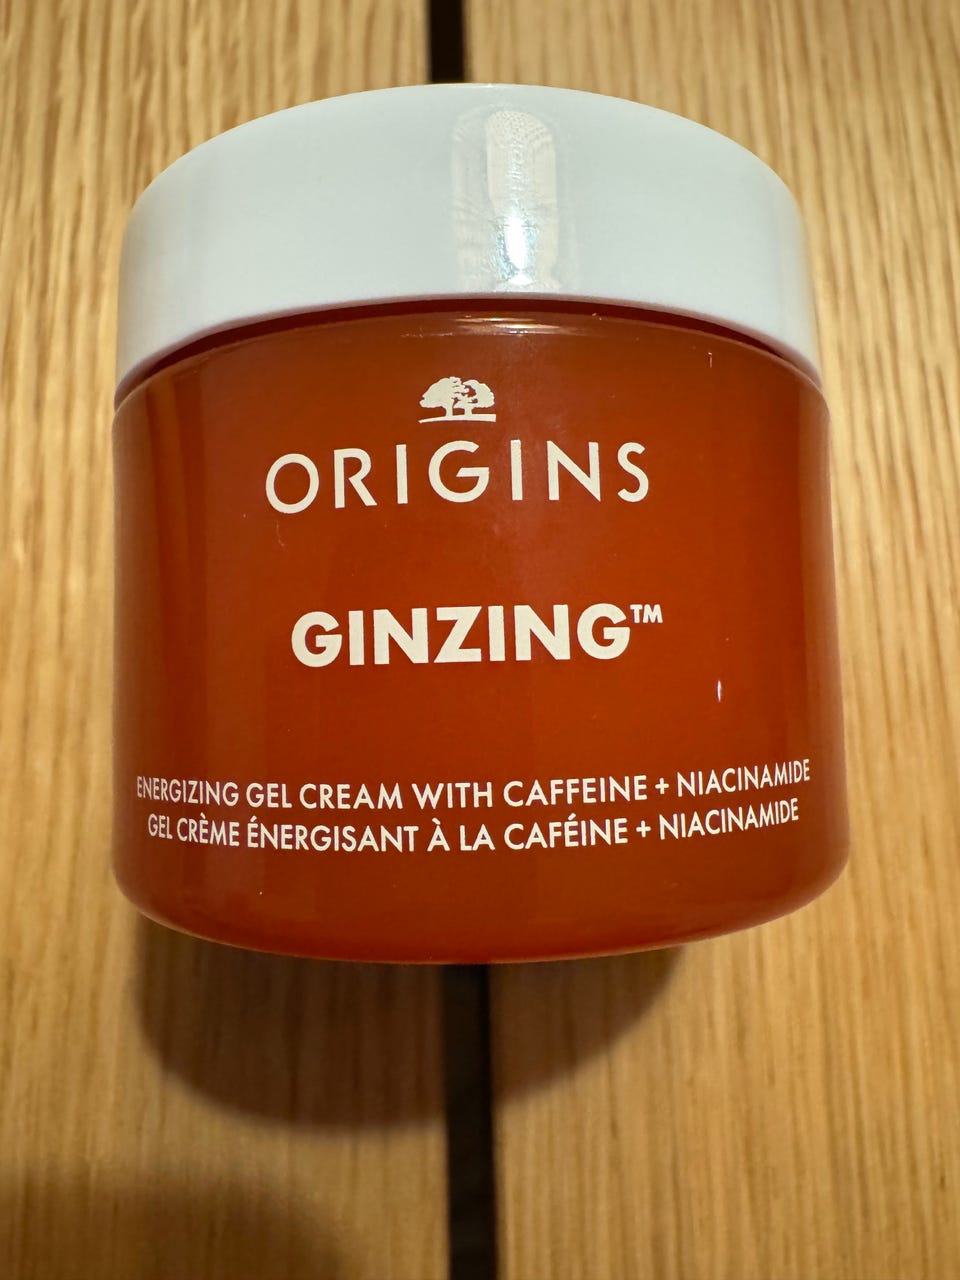 ORIGINS
GINZING™
ENERGIZING GEL CREAM WITH CAFFEINE + NIACINAMIDE
GEL CRÈME ÉNERGISANT À LA CAFÉINE + NIACINAMIDE